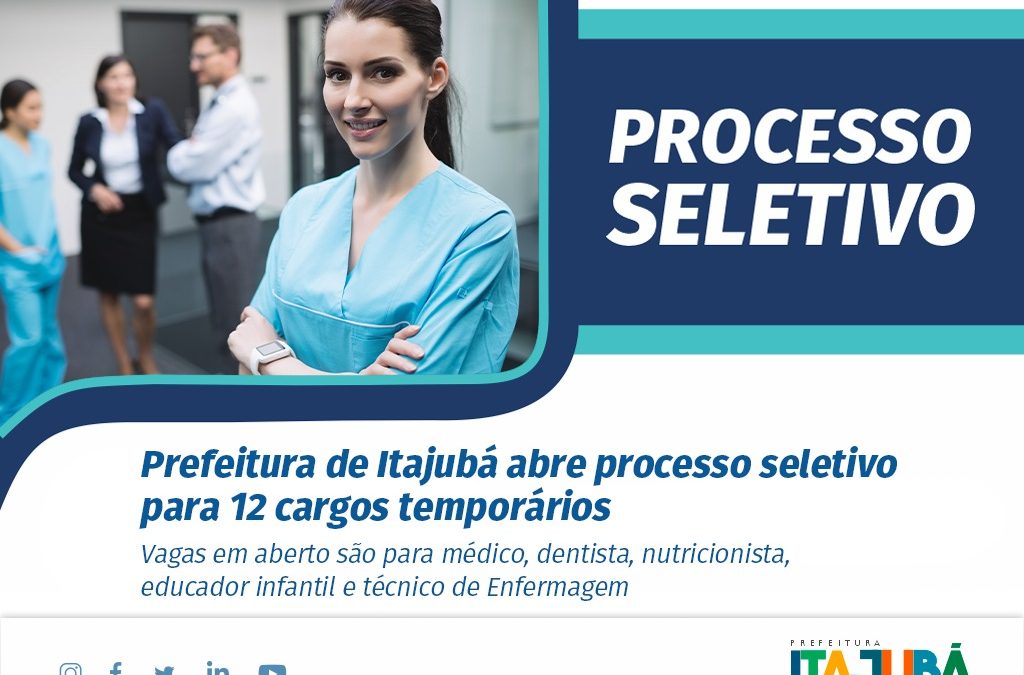 PROCESSO
SELETIVO
Prefeitura de Itajubá abre processo seletivo
para 12 cargos temporários
Vagas em aberto são para médico, dentista, nutricionista,
educador infantil e técnico de Enfermagem
PREFEITURA
ITAJUBÁ